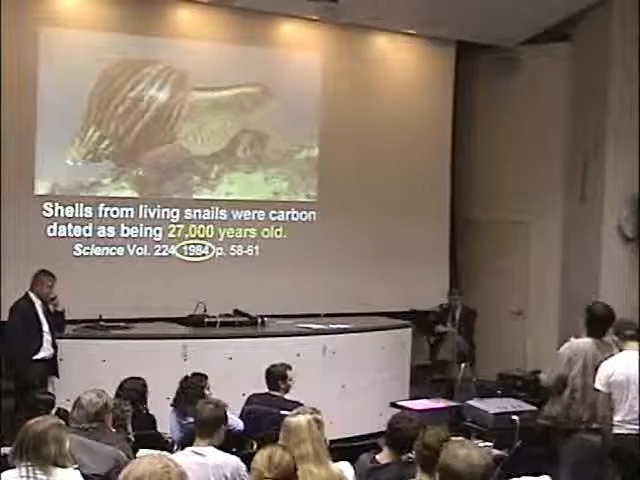 Shells from living snails were carbon
dated as being 27,000 years old.
Science Vol. 224 1984 p. 58-61